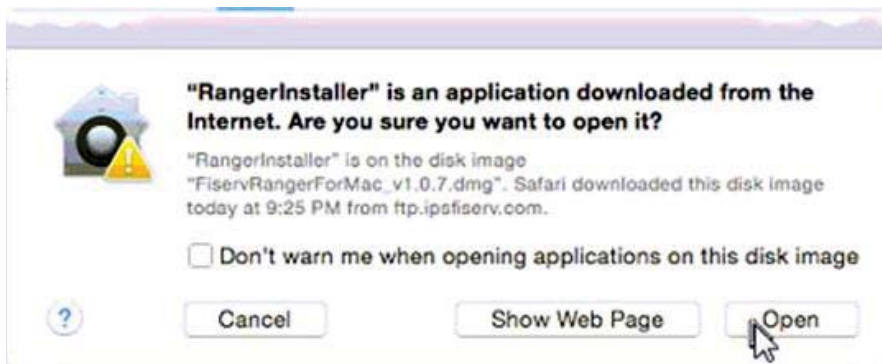 "RangerInstaller" is an application downloaded from the
Internet. Are you sure you want to open it?
"RangerInstaller" is on the disk image
"FiservRangerForMac_v1.0.7.dmg". Safari downloaded this disk image
today at 9:25 PM from ftp.ipsfiserv.com.
Don't warn me when opening applications on this disk image
? Cancel Show Web Page Open